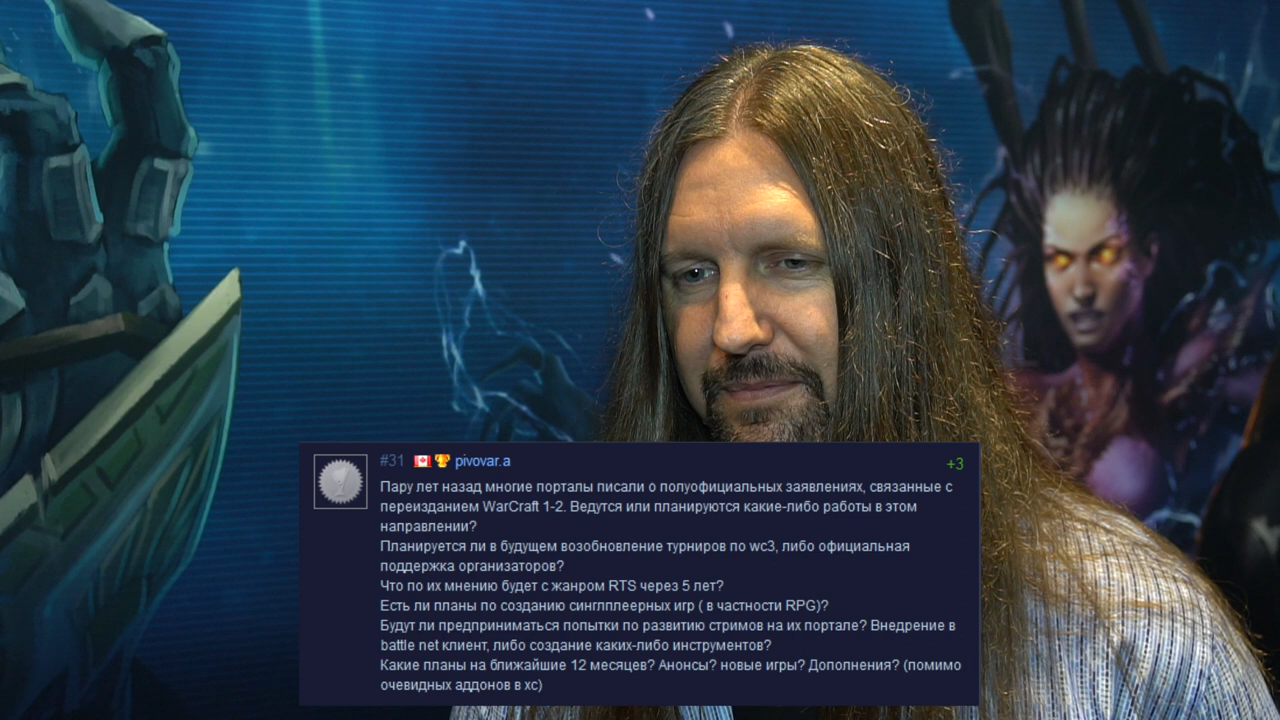 #31 pivovar.a +3
Пару лет назад многие порталы писали о полуофициальных заявлениях, связанные с
переизданием WarCraft 1-2. Ведутся или планируются какие-либо работы в этом
направлении?
Планируется ли в будущем возобновление турниров по wc3, либо официальная
поддержка организаторов?
Что по их мнению будет с жанром RTS через 5 лет?
Есть ли планы по созданию синглплеерных игр ( в частности RPG)?
Будут ли предприниматься попытки по развитию стримов на их портале? Внедрение в
battle net клиент, либо создание каких-либо инструментов?
Какие планы на ближайшие 12 месяцев? Анонсы? новые игры? Дополнения? (помимо
очевидных аддонов в хс)